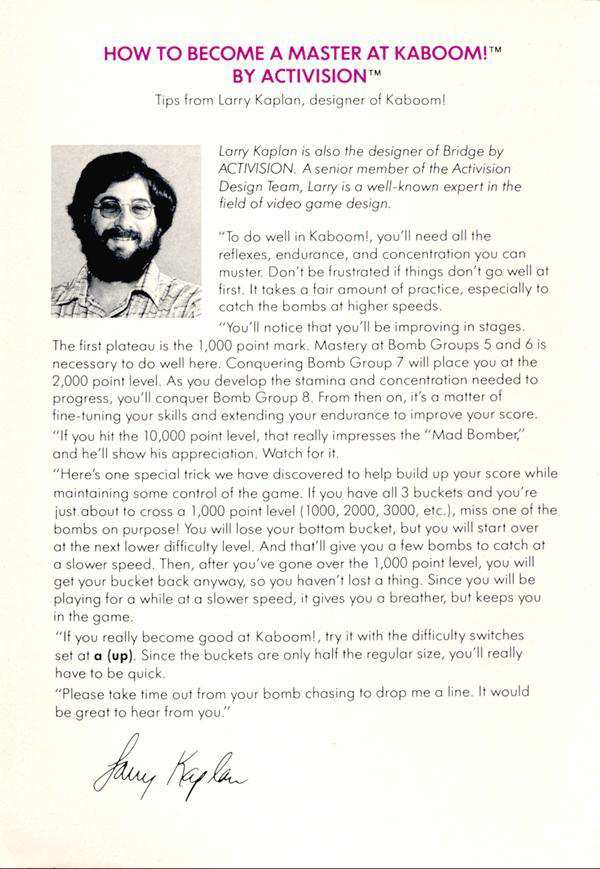 HOW TO BECOME A MASTER AT KABOOM!™
BY ACTIVISION™
Tips from Larry Kaplan, designer of Kaboom!
Larry Kaplan is also the designer of Bridge by
ACTIVISION. A senior member of the Activision
Design Team, Larry is a well-known expert in the
field of video game design.
"To do well in Kaboom!, you'll need all the
reflexes, endurance, and concentration you can
muster. Don't be frustrated if things don't go well at
first. It takes a fair amount of practice, especially to
catch the bombs at higher speeds.
"You'll notice that you'll be improving in stages.
The first plateau is the 1,000 point mark. Mastery at Bomb Groups 5 and 6 is
necessary to do well here. Conquering Bomb Group 7 will place you at the
2,000 point level. As you develop the stamina and concentration needed to
progress, you'll conquer Bomb Group 8. From then on, it's a matter of
fine-tuning your skills and extending your endurance to improve your score.
"If you hit the 10,000 point level, that really impresses the "Mad Bomber,"
and he'll show his appreciation. Watch for it.
"Here's one special trick we have discovered to help build up your score while
maintaining some control of the game. If you have all 3 buckets and you're
just about to cross a 1,000 point level (1000, 2000, 3000, etc.), miss one of the
bombs on purpose! You will lose your bottom bucket, but you will start over
at the next lower difficulty level. And that'll give you a few bombs to catch at
a slower speed. Then, after you've gone over the 1,000 point level, you will
get your bucket back anyway, so you haven't lost a thing. Since you will be
playing for a while at a slower speed, it gives you a breather, but keeps you
in the game.
"If you really become good at Kaboom!, try it with the difficulty switches
set at a (up). Since the buckets are only half the regular size, you'll really
have to be quick.
"Please take time out from your bomb chasing to drop me a line. It would
be great to hear from you."
Larry Kaplan